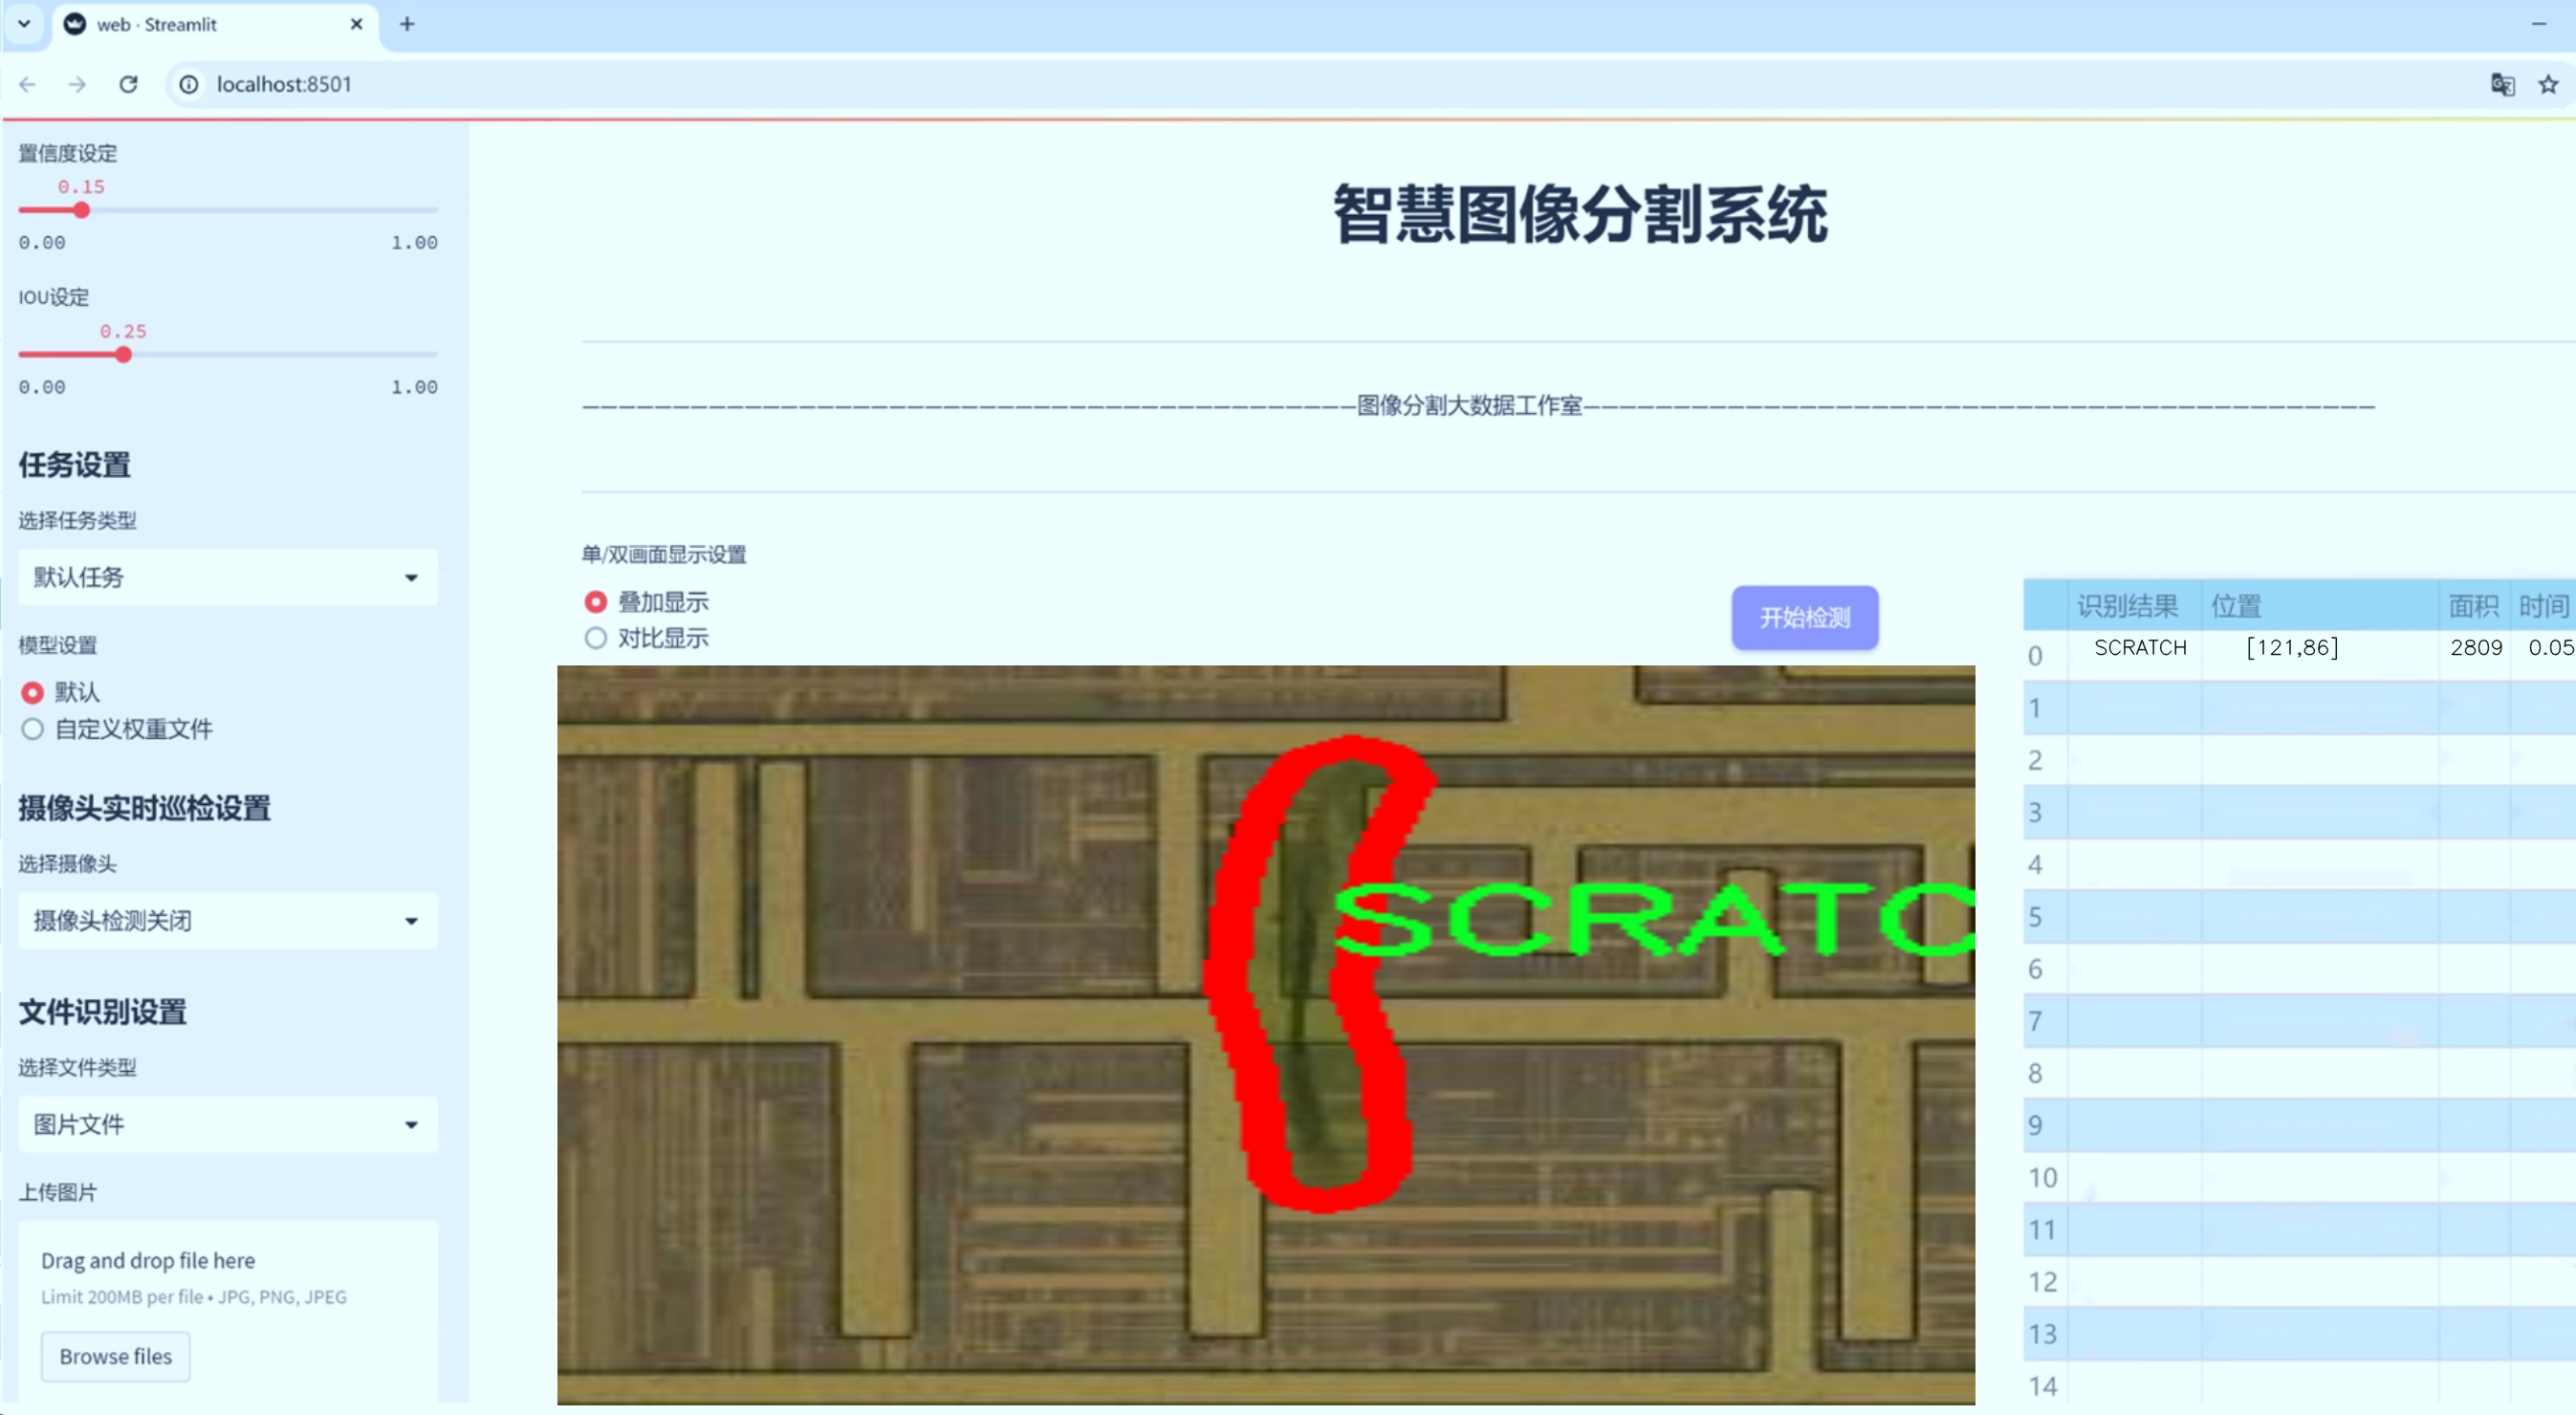 web · Streamlit
localhost:8501
置信度设定
0.15
0.00 1.00
IOU设定
0.25
0.00 1.00
任务设置
选择任务类型
默认任务
模型设置
默认
自定义权重文件
摄像头实时巡检设置
选择摄像头
摄像头检测关闭
文件识别设置
选择文件类型
图片文件
上传图片
Drag and drop file here
Limit 200MB per file • JPG, PNG, JPEG
Browse files
智慧图像分割系统
———————————————————————————————————————————图像分割大数据工作室————————————————————————————————————————————
单/双画面显示设置
叠加显示
对比显示
开始检测
SCRATC
识别结果 位置 面积 时间
0 SCRATCH [121,86] 2809 0.05
1
2
3
4
5
6
7
8
9
10
11
12
13
14